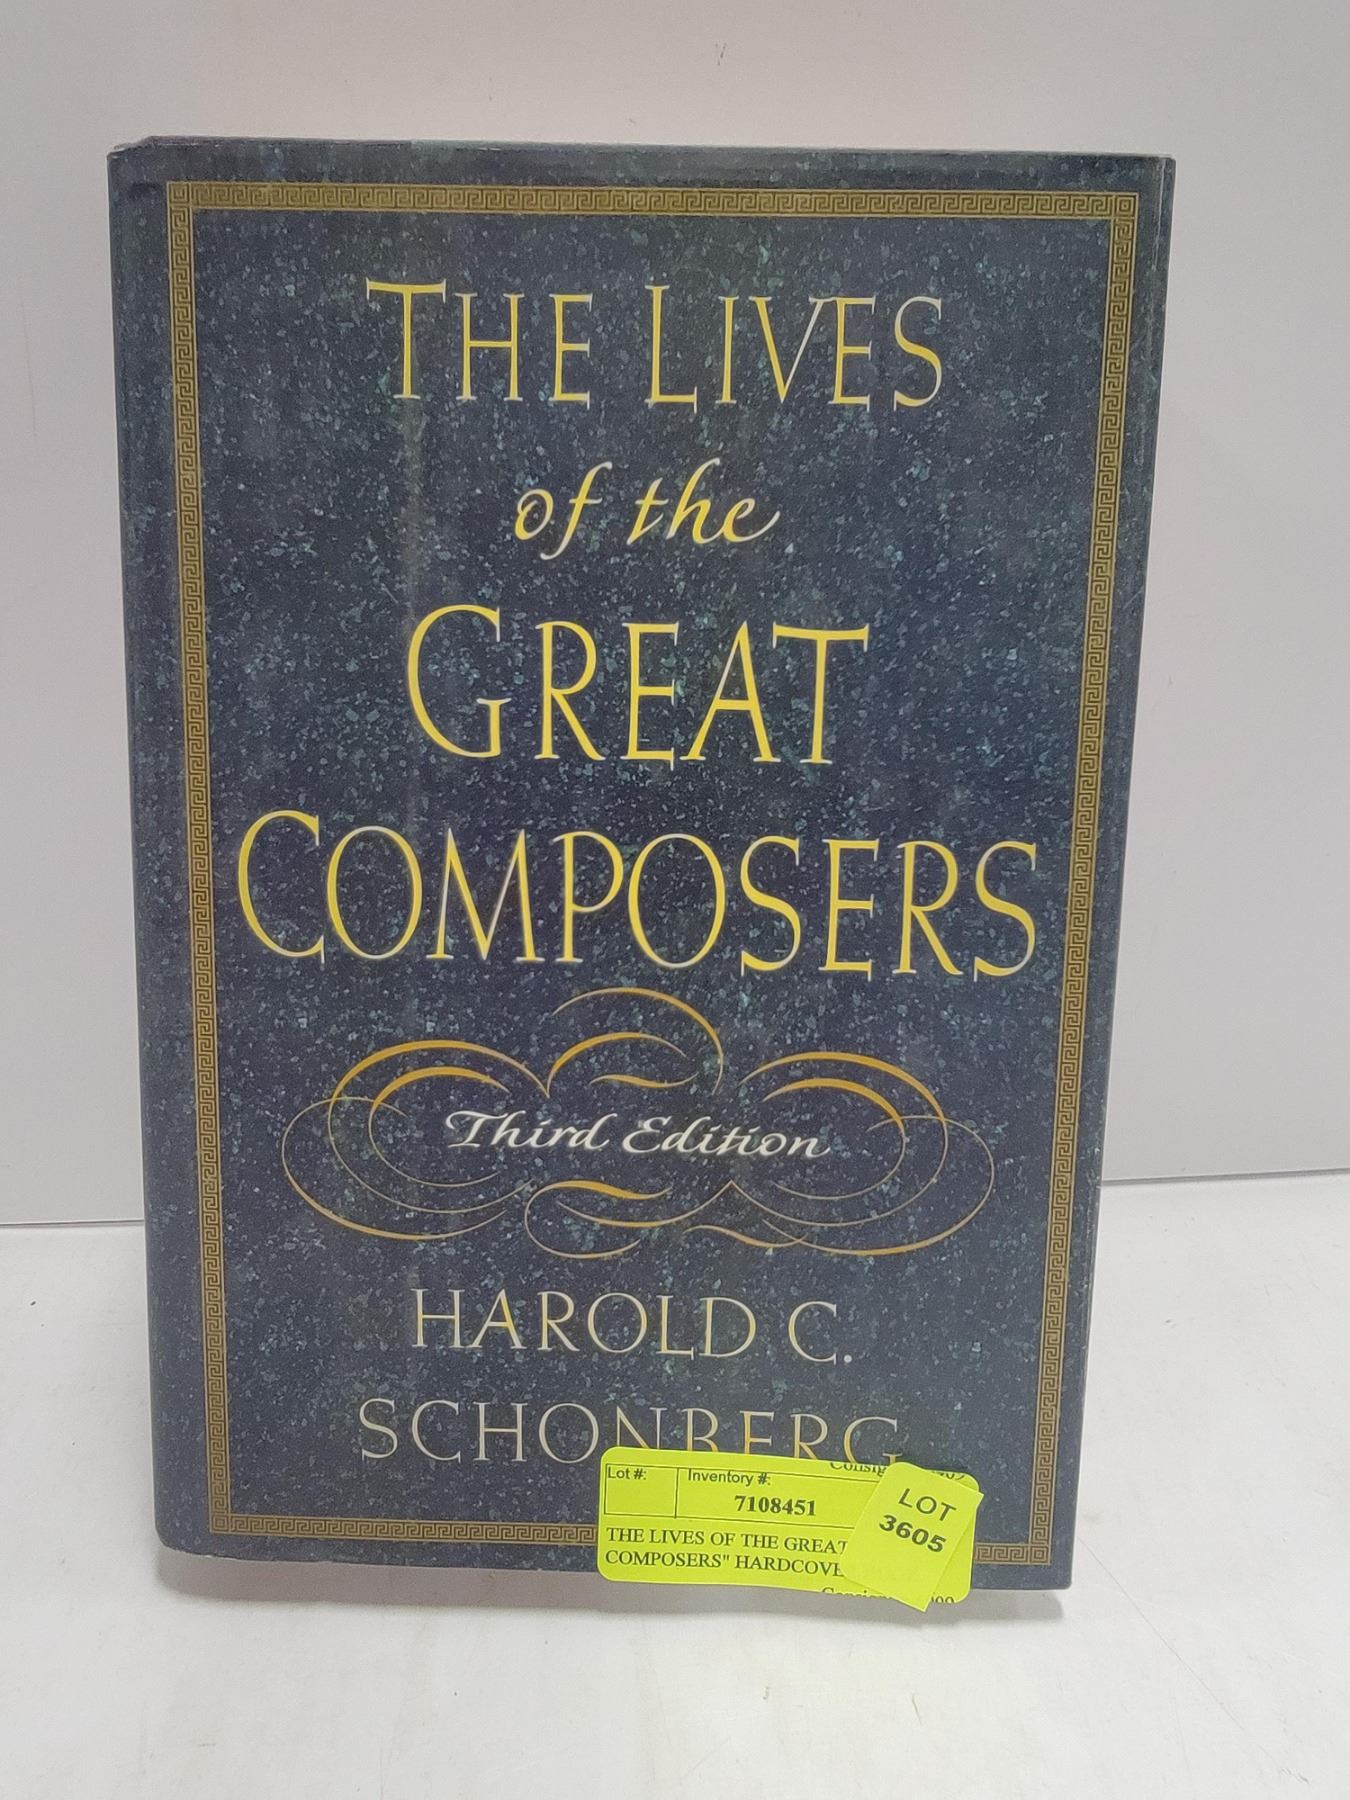 THE LIVES
of the
GREAT
COMPOSERS
Third Edition
HAROLD C.
SCHONBERG
Lot #:
Inventory #:
7108451
LOT
3605
THE LIVES OF THE GREAT
COMPOSERS" HARDCOVE